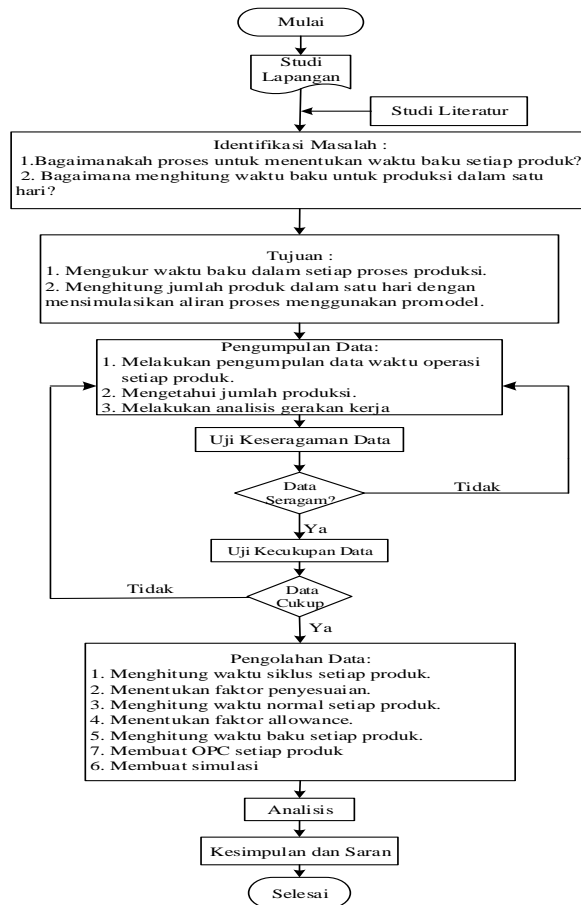 Mulai
Studi
Lapangan
Studi Literatur
Identifikasi Masalah :
1.Bagaimanakah proses untuk menentukan waktu baku setiap produk?
2. Bagaimana menghitung waktu baku untuk produksi dalam satu
hari?
Tujuan :
1. Mengukur waktu baku dalam setiap proses produksi.
2. Menghitung jumlah produk dalam satu hari dengan
mensimulasikan aliran proses menggunakan promodel.
Pengumpulan Data:
1. Melakukan pengumpulan data waktu operasi
setiap produk.
2. Mengetahui jumlah produksi.
3. Melakukan analisis gerakan kerja
Uji Keseragaman Data
Data
Seragam?
Tidak
Ya
Uji Kecukupan Data
Tidak
Data
Cukup
Ya
Pengolahan Data:
1. Menghitung waktu siklus setiap produk.
2. Menentukan faktor penyesuaian.
3. Menghitung waktu normal setiap produk.
4. Menentukan faktor allowance.
5. Menghitung waktu baku setiap produk.
7. Membuat OPC setiap produk
6. Membuat simulasi
Analisis
Kesimpulan dan Saran
Selesai